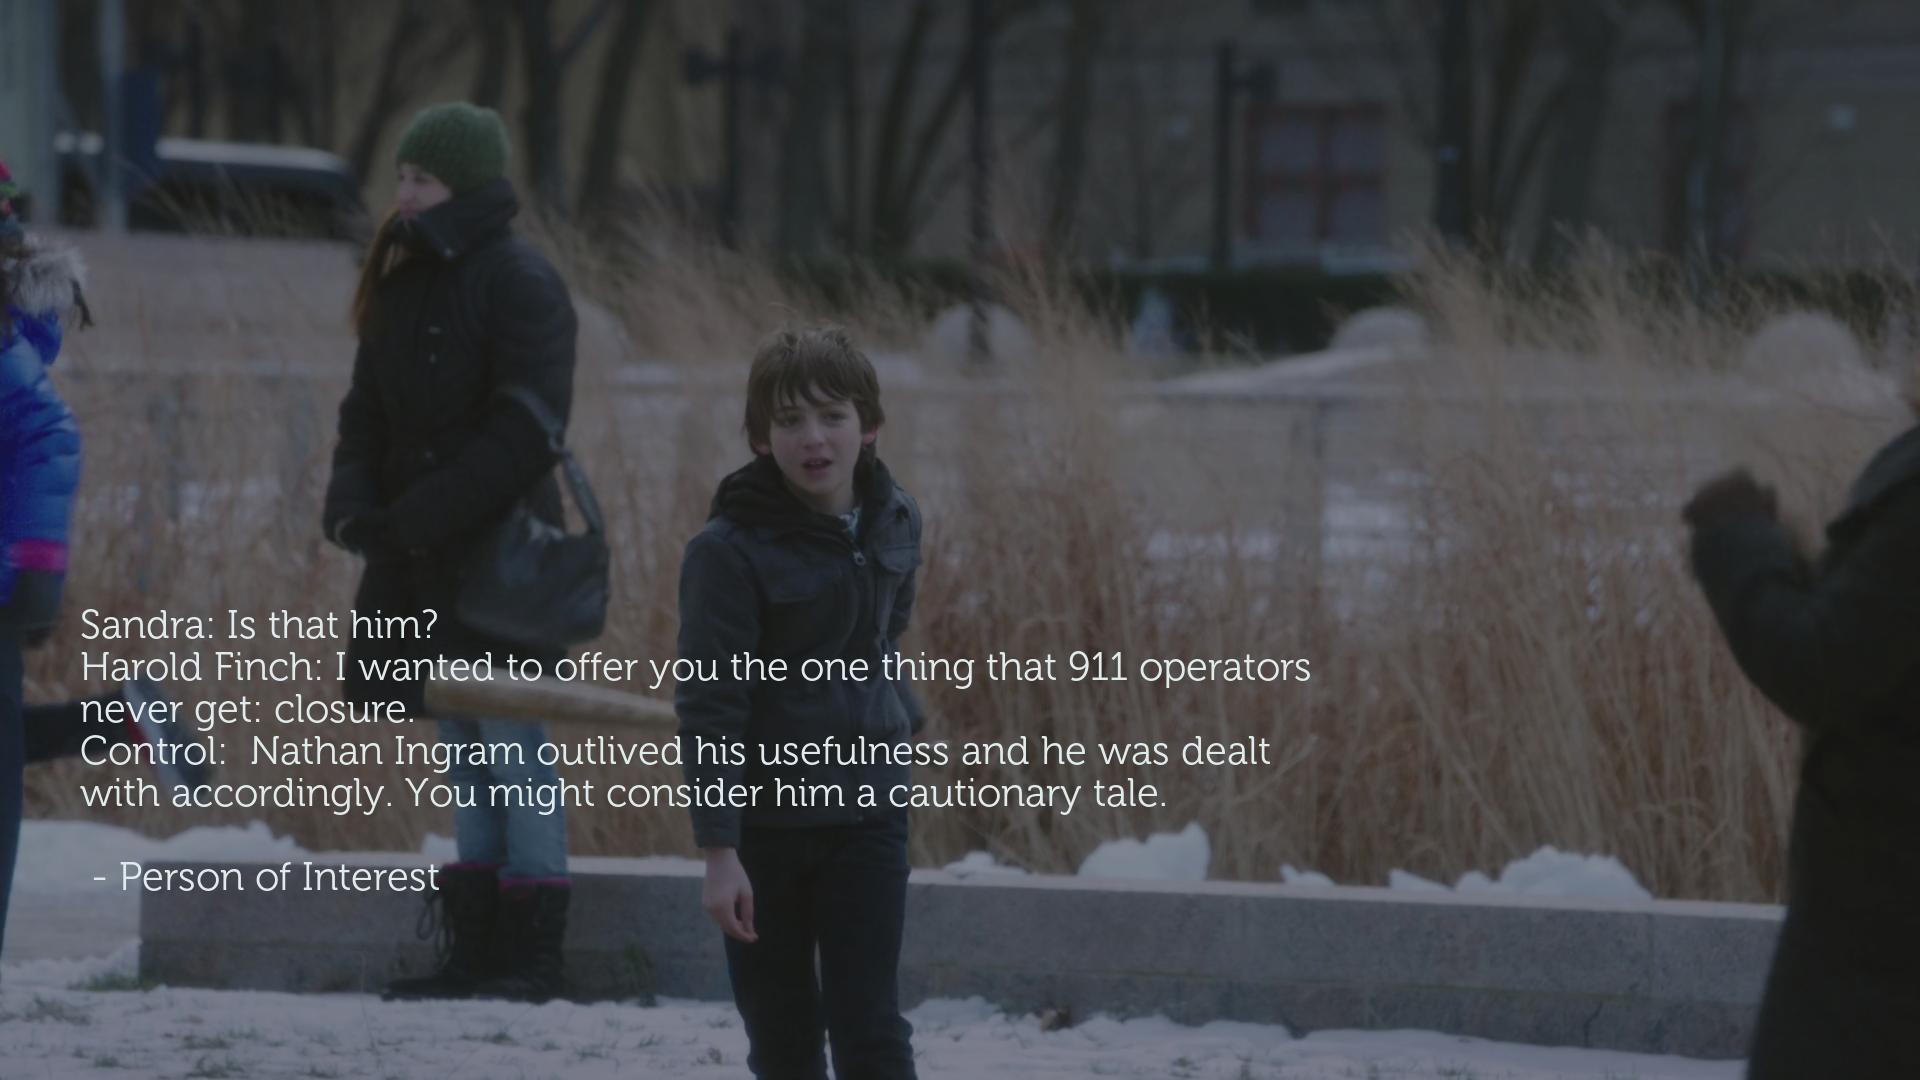 Sandra: Is that him?
Harold Finch: I wanted to offer you the one thing that 911 operators
never get: closure.
Control:  Nathan Ingram outlived his usefulness and he was dealt
with accordingly. You might consider him a cautionary tale.
- Person of Interest